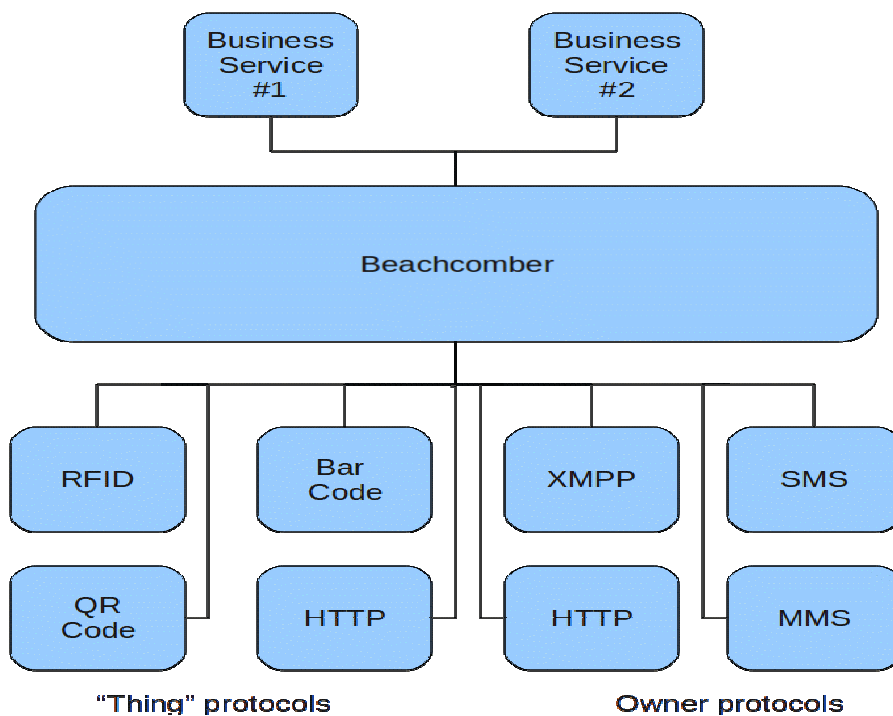 Business
Service
#1
Business
Service
#2
Beachcomber
RFID
Bar
Code
XMPP
SMS
QR
Code
HTTP
HTTP
MMS
“Thing” protocols
Owner protocols